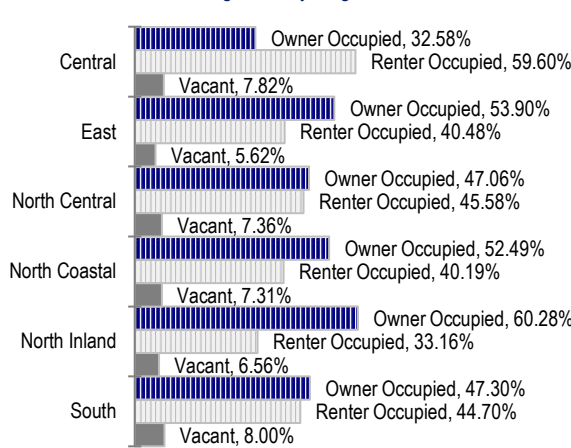 Owner Occupied, 32.58%
Central
Renter Occupied, 59.60%
Vacant, 7.82%
Owner Occupied, 53.90%
East
Renter Occupied, 40.48%
Vacant, 5.62%
Owner Occupied, 47.06%
North Central
Renter Occupied, 45.58%
Vacant, 7.36%
Owner Occupied, 52.49%
North Coastal
Renter Occupied, 40.19%
Vacant, 7.31%
Owner Occupied, 60.28%
North Inland
Renter Occupied, 33.16%
Vacant, 6.56%
Owner Occupied, 47.30%
South
Renter Occupied, 44.70%
Vacant, 8.00%